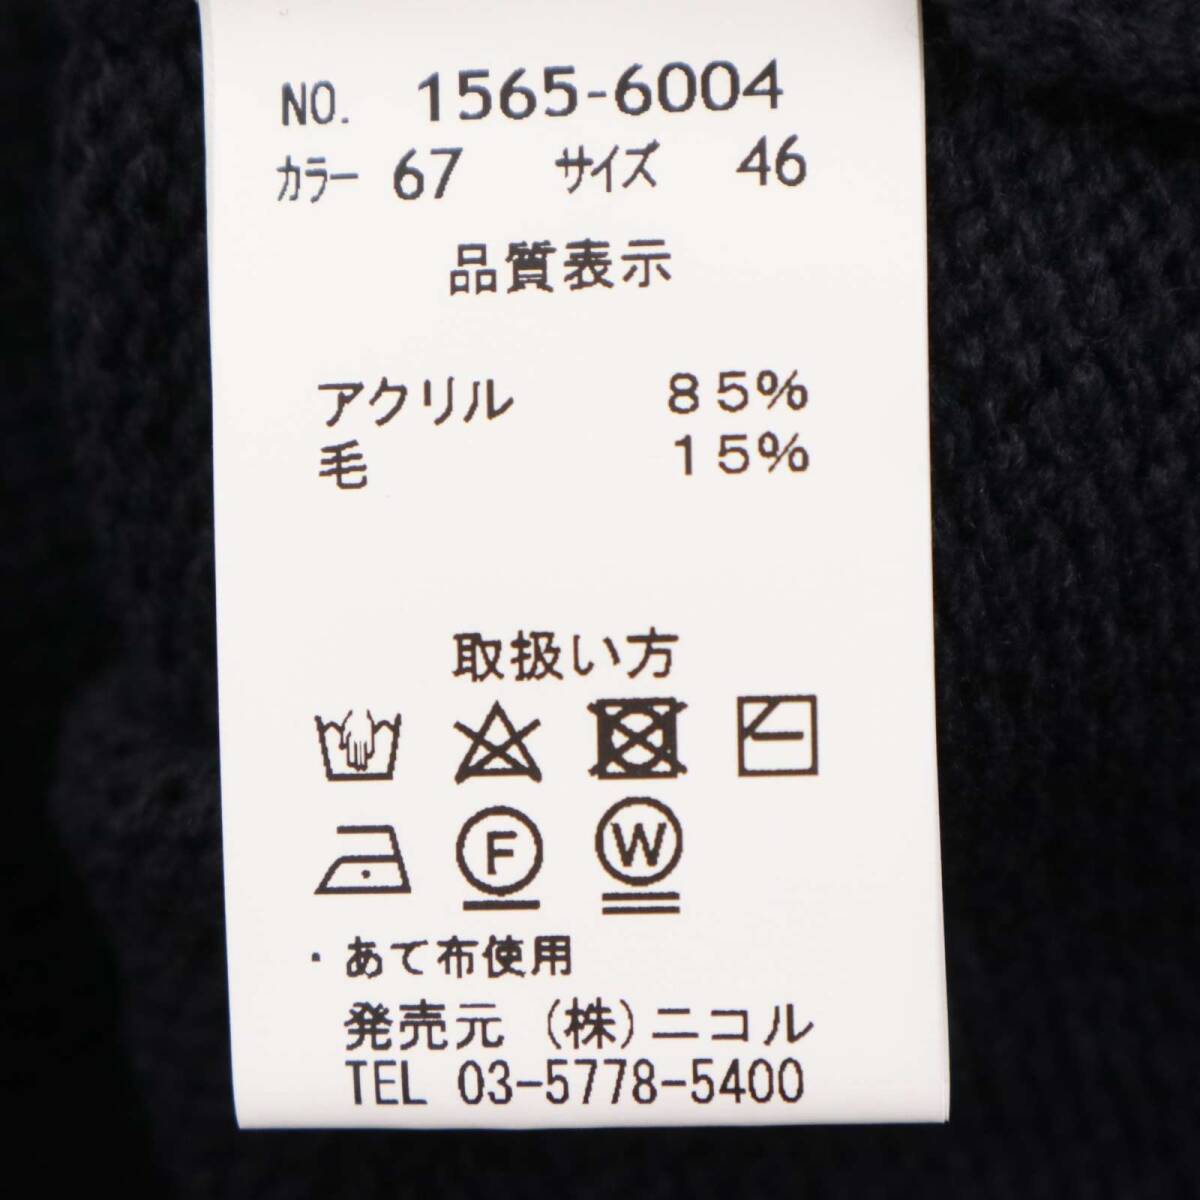 NO. 1565-6004
カラー 67 サイズ 46
品質表示
アクリル 85%
毛 15%
取扱い方
F W
・あて布使用
発売元 (株)ニコル
TEL 03-5778-5400